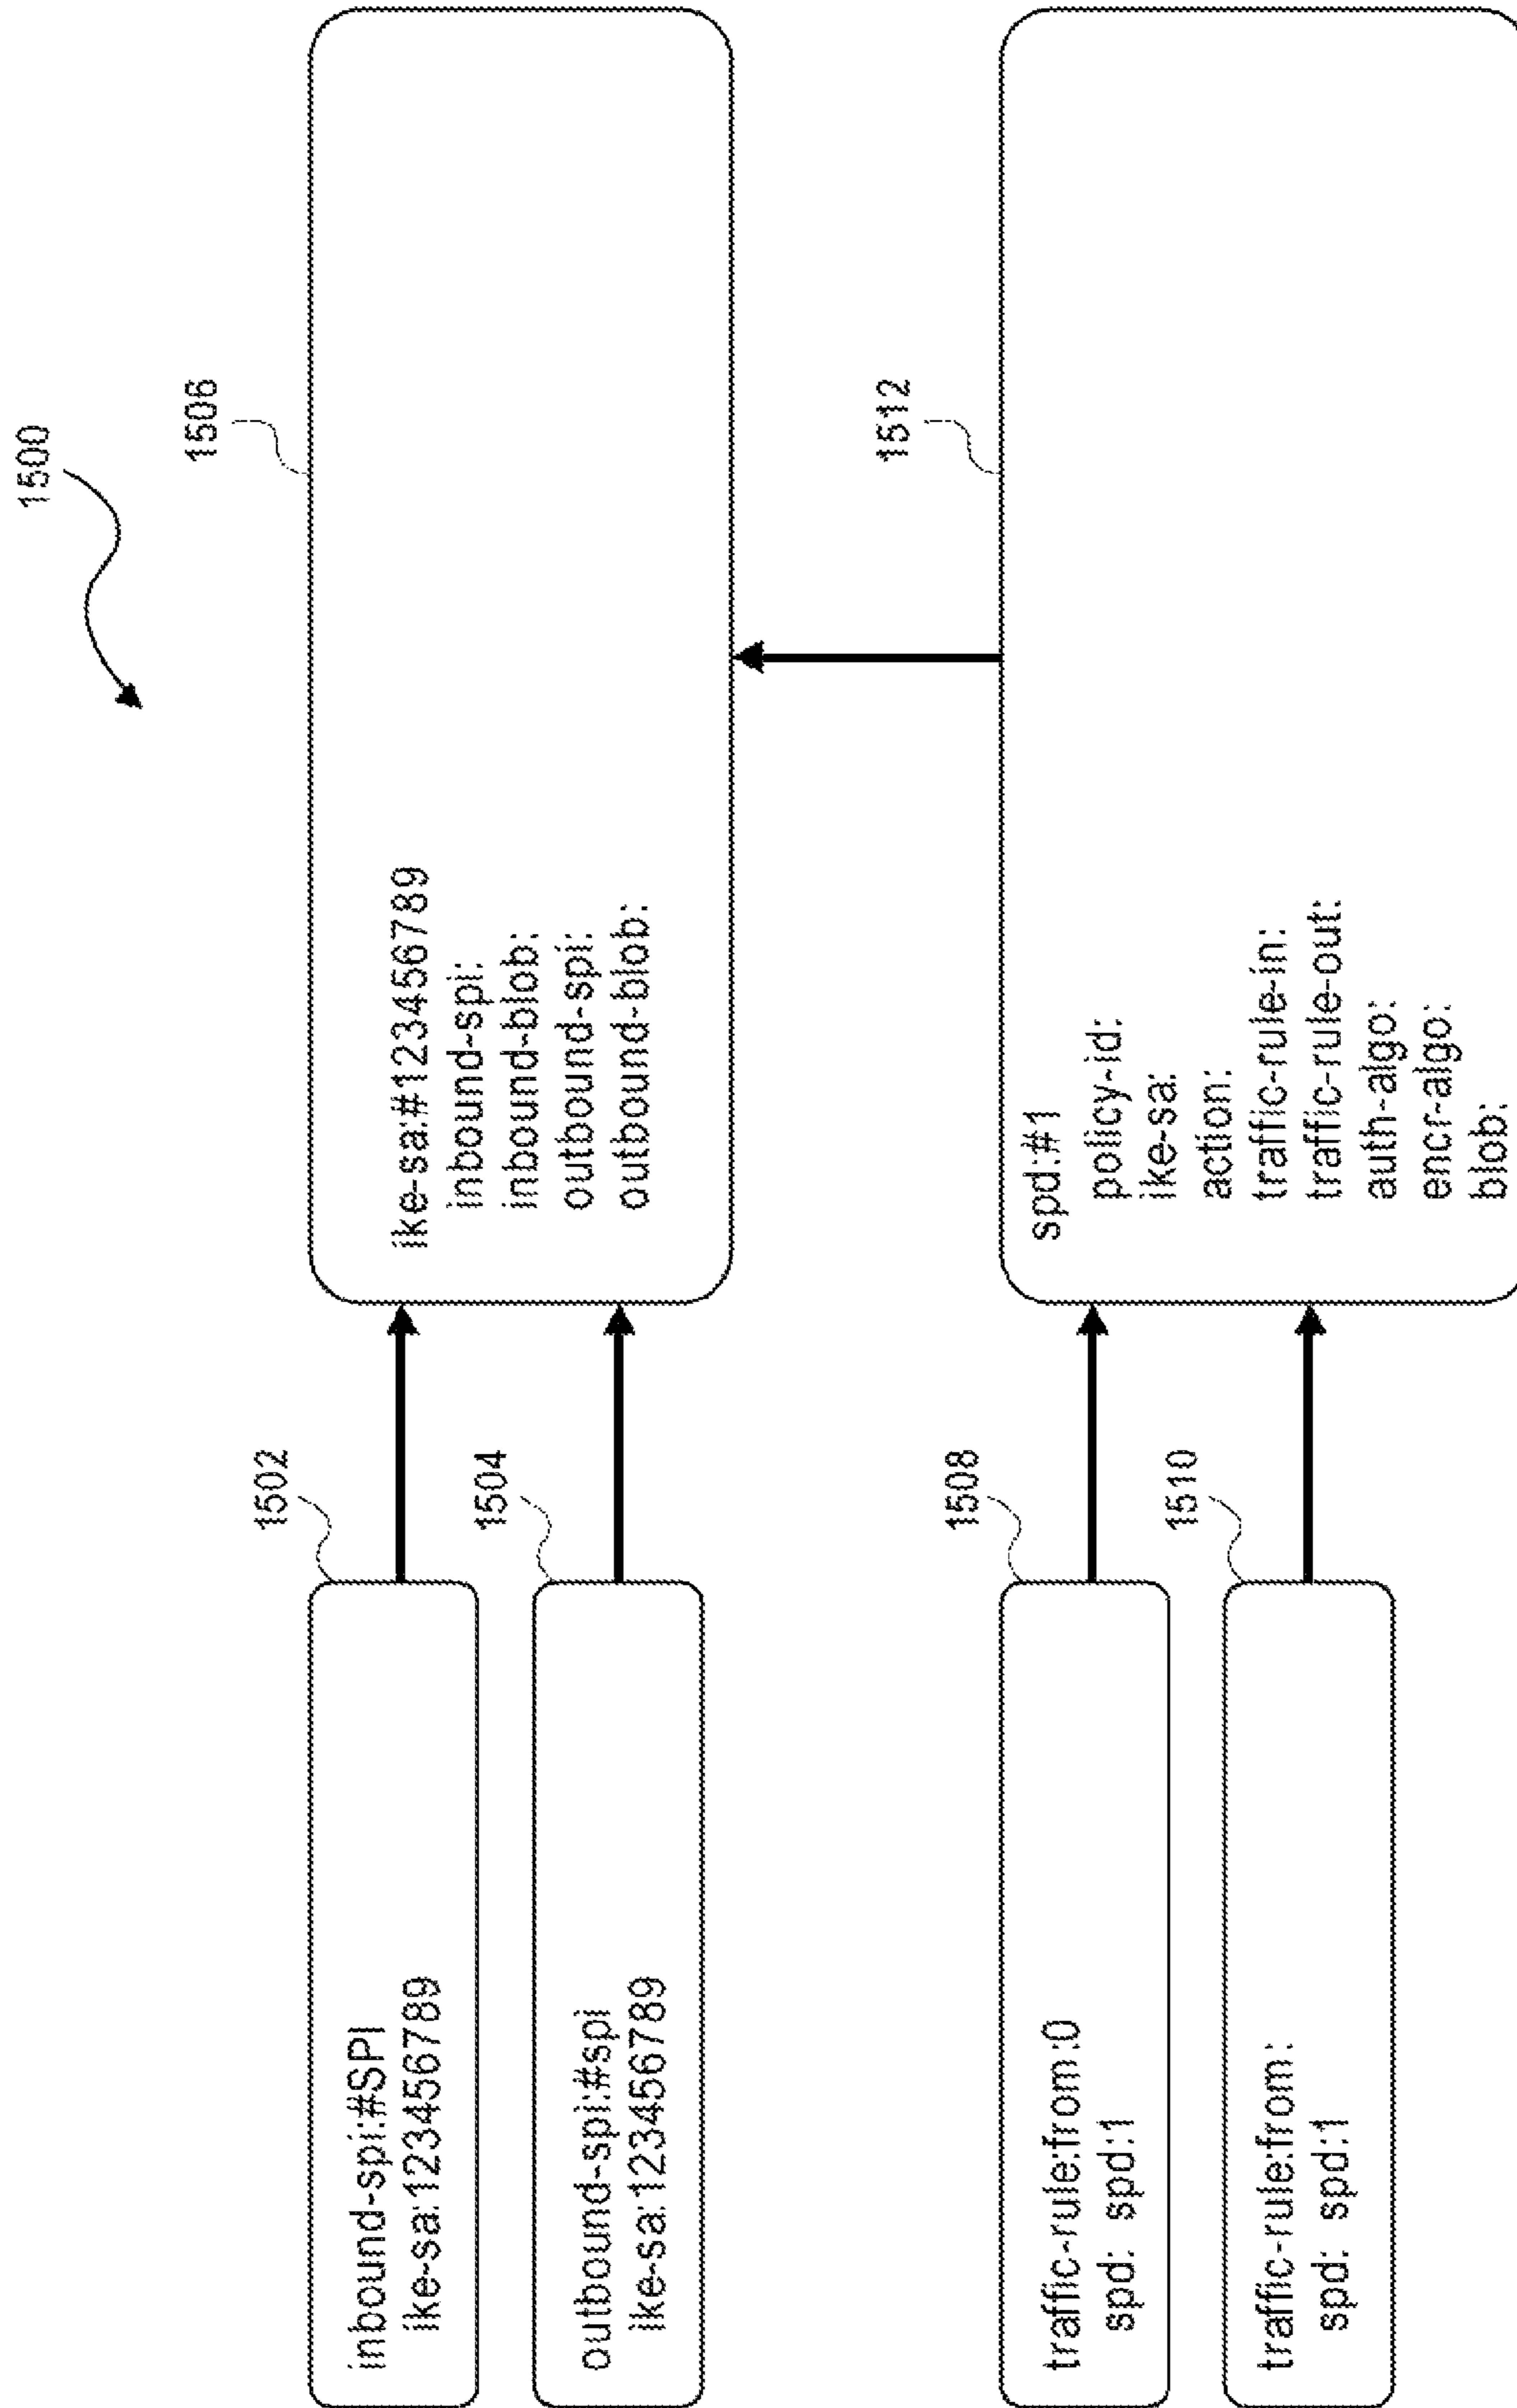 1500
1502
inbound-spi:#SPI
ike-sa:123456789
1504
outbound-spi:#spi
ike-sa:123456789
1506
ike-sa:#123456789
inbound-spi:
inbound-blob:
outbound-spi:
outbound-blob:
1508
traffic-rule:from:0
spd: spd:1
1510
traffic-rule:from:
spd: spd:1
1512
spd:#1
policy-id:
ike-sa:
action:
traffic-rule-in:
traffic-rule-out:
auth-algo:
encr-algo:
blob: